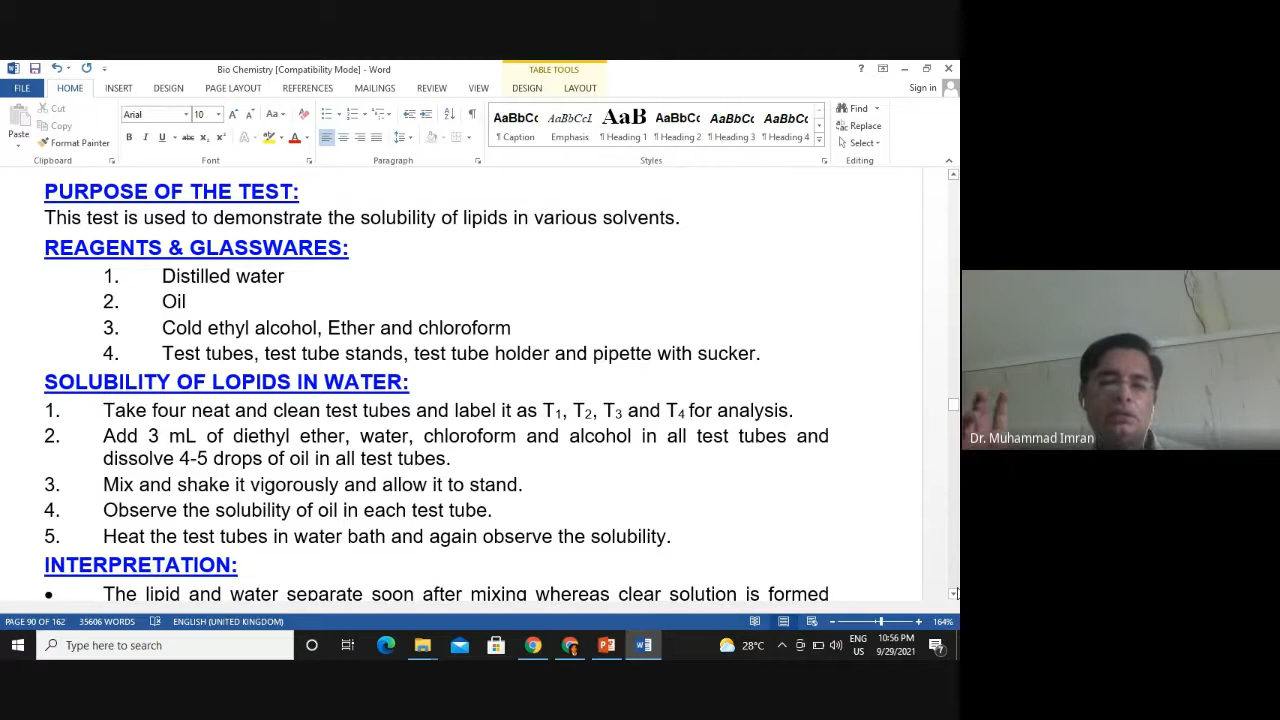 Bio Chemistry [Compatibility Mode] - Word
TABLE TOOLS
?
FILE
HOME
INSERT
DESIGN
PAGE LAYOUT
REFERENCES
MAILINGS
REVIEW
VIEW
DESIGN
LAYOUT
Sign in
Cut
Copy
Format Painter
Paste
Clipboard
Arial
10
Font
Paragraph
AaBbCc
AaBbCcI
AaB
AaBbCc
AaBbCc
AaBbCc
¶ Caption
Emphasis
¶ Heading 1
¶ Heading 2
¶ Heading 3
¶ Heading 4
Styles
Find
Replace
Select
Editing
PURPOSE OF THE TEST:
This test is used to demonstrate the solubility of lipids in various solvents.
REAGENTS & GLASSWARES:
1. Distilled water
2. Oil
3. Cold ethyl alcohol, Ether and chloroform
4. Test tubes, test tube stands, test tube holder and pipette with sucker.
SOLUBILITY OF LOPIDS IN WATER:
1. Take four neat and clean test tubes and label it as T1, T2, T3 and T4 for analysis.
2. Add 3 mL of diethyl ether, water, chloroform and alcohol in all test tubes and
dissolve 4-5 drops of oil in all test tubes.
3. Mix and shake it vigorously and allow it to stand.
4. Observe the solubility of oil in each test tube.
5. Heat the test tubes in water bath and again observe the solubility.
INTERPRETATION:
• The lipid and water separate soon after mixing whereas clear solution is formed
PAGE 90 OF 162
35606 WORDS
ENGLISH (UNITED KINGDOM)
164%
Type here to search
28°C
ENG
US
10:56 PM
9/29/2021
Dr. Muhammad Imran